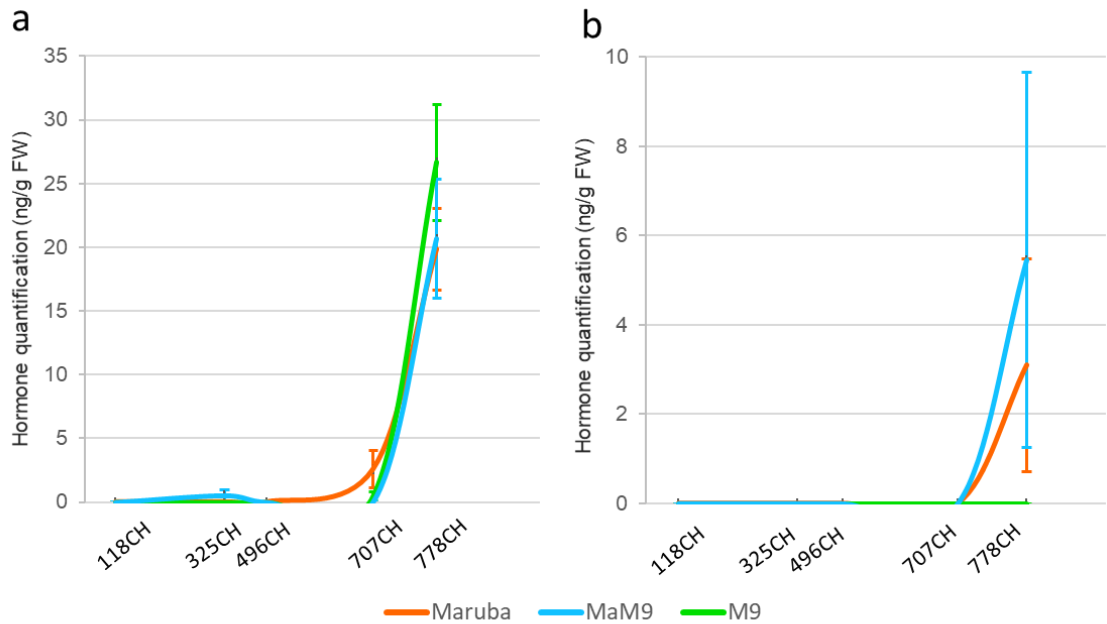 a
Hormone quantification (ng/g FW)
35
30
25
20
15
10
5
0
118CH
325CH
496CH
707CH
778CH
b
Hormone quantification (ng/g FW)
10
8
6
4
2
0
118CH
325CH
496CH
707CH
778CH
Maruba MaM9 M9